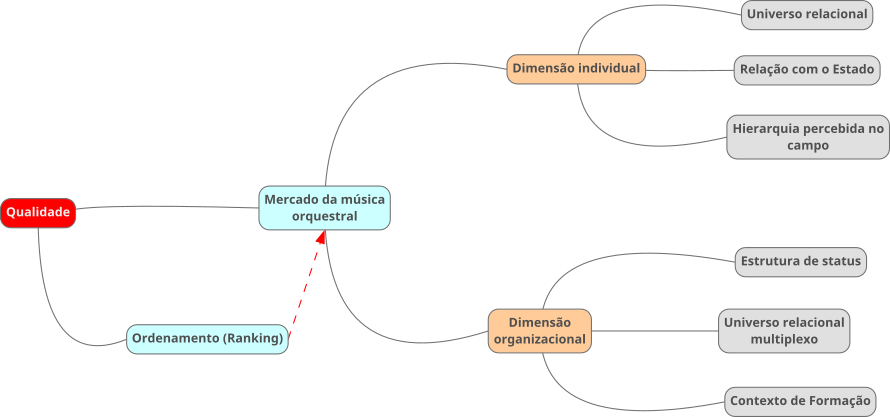 Universo relacional
Dimensão individual
Relação com o Estado
Hierarquia percebida no
campo
Mercado da música
orquestral
Qualidade
Estrutura de status
Dimensão
organizacional
Universo relacional
multiplexo
Ordenamento (Ranking)
Contexto de Formação